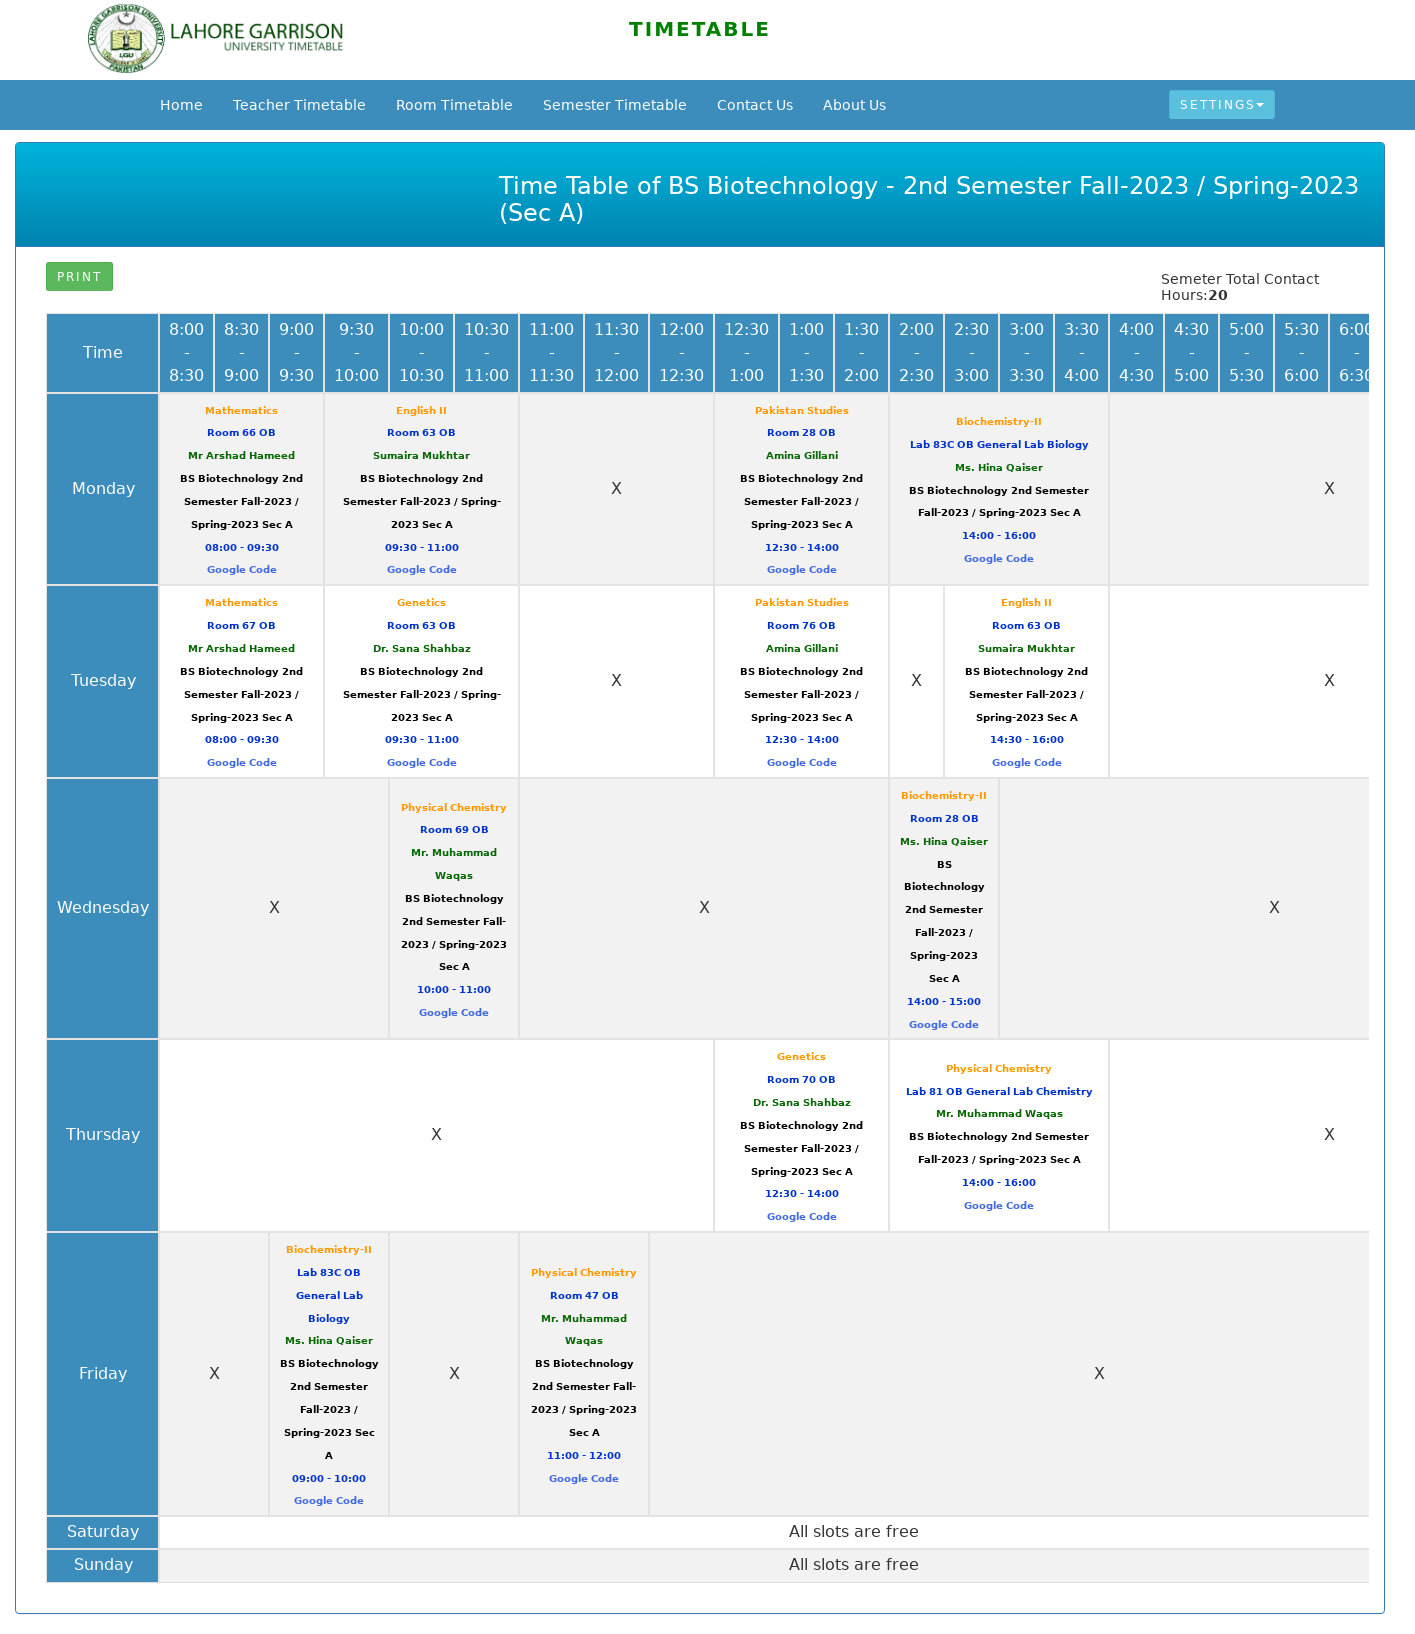 LAHORE GARRISON
UNIVERSITY TIMETABLE
TIMETABLE
Home Teacher Timetable Room Timetable Semester Timetable Contact Us About Us SETTINGS
Time Table of BS Biotechnology - 2nd Semester Fall-2023 / Spring-2023
(Sec A)
PRINT
Semeter Total Contact
Hours:20
Time
8:00 - 8:30
8:30 - 9:00
9:00 - 9:30
9:30 - 10:00
10:00 - 10:30
10:30 - 11:00
11:00 - 11:30
11:30 - 12:00
12:00 - 12:30
12:30 - 1:00
1:00 - 1:30
1:30 - 2:00
2:00 - 2:30
2:30 - 3:00
3:00 - 3:30
3:30 - 4:00
4:00 - 4:30
4:30 - 5:00
5:00 - 5:30
5:30 - 6:00
6:00 - 6:30
Monday
Mathematics
Room 66 OB
Mr Arshad Hameed
BS Biotechnology 2nd
Semester Fall-2023 /
Spring-2023 Sec A
08:00 - 09:30
Google Code
English II
Room 63 OB
Sumaira Mukhtar
BS Biotechnology 2nd
Semester Fall-2023 / Spring-
2023 Sec A
09:30 - 11:00
Google Code
X
Pakistan Studies
Room 28 OB
Amina Gillani
BS Biotechnology 2nd
Semester Fall-2023 /
Spring-2023 Sec A
12:30 - 14:00
Google Code
Biochemistry-II
Lab 83C OB General Lab Biology
Ms. Hina Qaiser
BS Biotechnology 2nd Semester
Fall-2023 / Spring-2023 Sec A
14:00 - 16:00
Google Code
X
Tuesday
Mathematics
Room 67 OB
Mr Arshad Hameed
BS Biotechnology 2nd
Semester Fall-2023 /
Spring-2023 Sec A
08:00 - 09:30
Google Code
Genetics
Room 63 OB
Dr. Sana Shahbaz
BS Biotechnology 2nd
Semester Fall-2023 / Spring-
2023 Sec A
09:30 - 11:00
Google Code
X
Pakistan Studies
Room 76 OB
Amina Gillani
BS Biotechnology 2nd
Semester Fall-2023 /
Spring-2023 Sec A
12:30 - 14:00
Google Code
X
English II
Room 63 OB
Sumaira Mukhtar
BS Biotechnology 2nd
Semester Fall-2023 /
Spring-2023 Sec A
14:30 - 16:00
Google Code
X
Wednesday
X
Physical Chemistry
Room 69 OB
Mr. Muhammad
Waqas
BS Biotechnology
2nd Semester Fall-
2023 / Spring-2023
Sec A
10:00 - 11:00
Google Code
X
Biochemistry-II
Room 28 OB
Ms. Hina Qaiser
BS
Biotechnology
2nd Semester
Fall-2023 /
Spring-2023
Sec A
14:00 - 15:00
Google Code
X
Thursday
X
Genetics
Room 70 OB
Dr. Sana Shahbaz
BS Biotechnology 2nd
Semester Fall-2023 /
Spring-2023 Sec A
12:30 - 14:00
Google Code
Physical Chemistry
Lab 81 OB General Lab Chemistry
Mr. Muhammad Waqas
BS Biotechnology 2nd Semester
Fall-2023 / Spring-2023 Sec A
14:00 - 16:00
Google Code
X
Friday
X
Biochemistry-II
Lab 83C OB
General Lab
Biology
Ms. Hina Qaiser
BS Biotechnology
2nd Semester
Fall-2023 /
Spring-2023 Sec
A
09:00 - 10:00
Google Code
X
Physical Chemistry
Room 47 OB
Mr. Muhammad
Waqas
BS Biotechnology
2nd Semester Fall-
2023 / Spring-2023
Sec A
11:00 - 12:00
Google Code
X
Saturday
All slots are free
Sunday
All slots are free